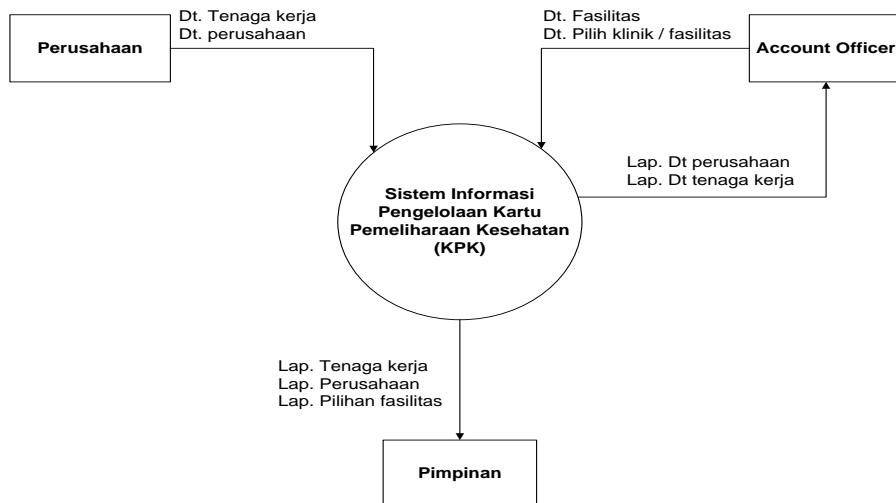 Dt. Tenaga kerja
Dt. perusahaan
Perusahaan
Dt. Fasilitas
Dt. Pilih klinik / fasilitas
Account Officer
Lap. Dt perusahaan
Lap. Dt tenaga kerja
Sistem Informasi
Pengelolaan Kartu
Pemeliharaan Kesehatan
(KPK)
Lap. Tenaga kerja
Lap. Perusahaan
Lap. Pilihan fasilitas
Pimpinan